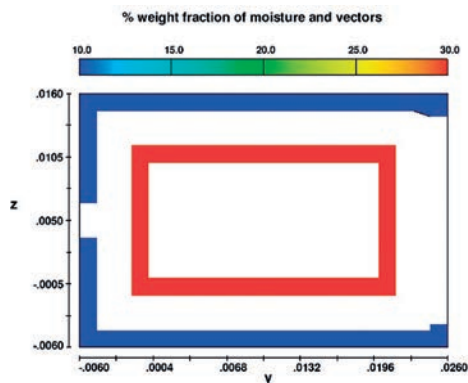 % weight fraction of moisture and vectors
10.0 15.0 20.0 25.0 30.0
.0160
.0105
z
.0050
-.0005
-.0060
-.0060 .0004 .0068 .0132 .0196 .0260
y